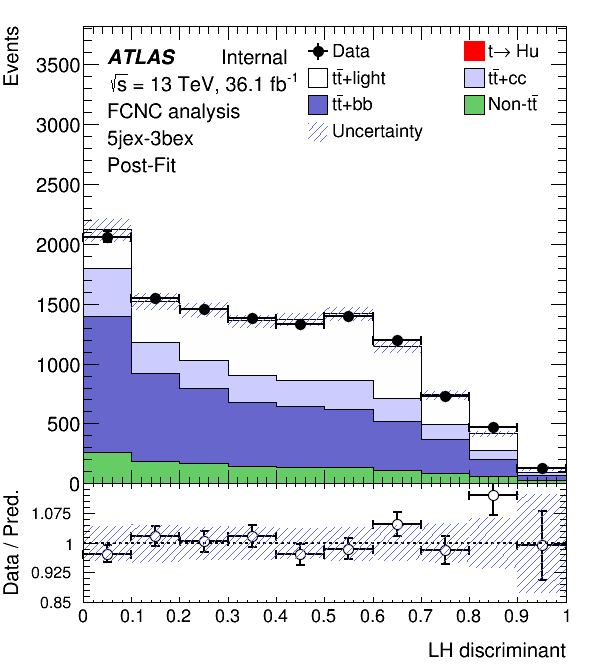 Events
3500
3000
2500
2000
1500
1000
500
0
ATLAS Internal
√s = 13 TeV, 36.1 fb⁻¹
FCNC analysis
5jex-3bex
Post-Fit
Data
t→ Hu
tt̄+light
tt̄+cc
tt̄+bb
Non-tt̄
Uncertainty
Data / Pred.
1.075
1
0.925
0.85
0 0.1 0.2 0.3 0.4 0.5 0.6 0.7 0.8 0.9 1
LH discriminant